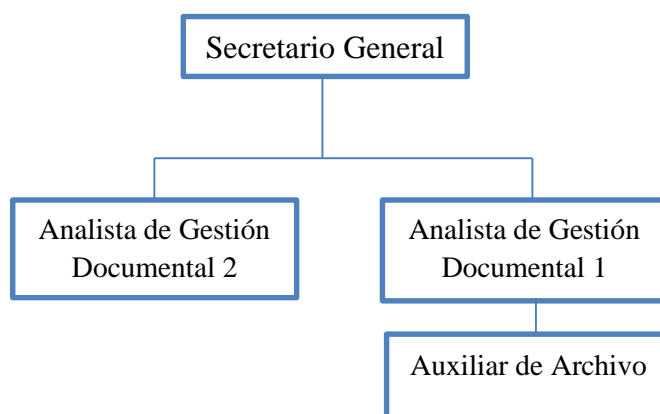 Secretario General
Analista de Gestión
Documental 2
Analista de Gestión
Documental 1
Auxiliar de Archivo